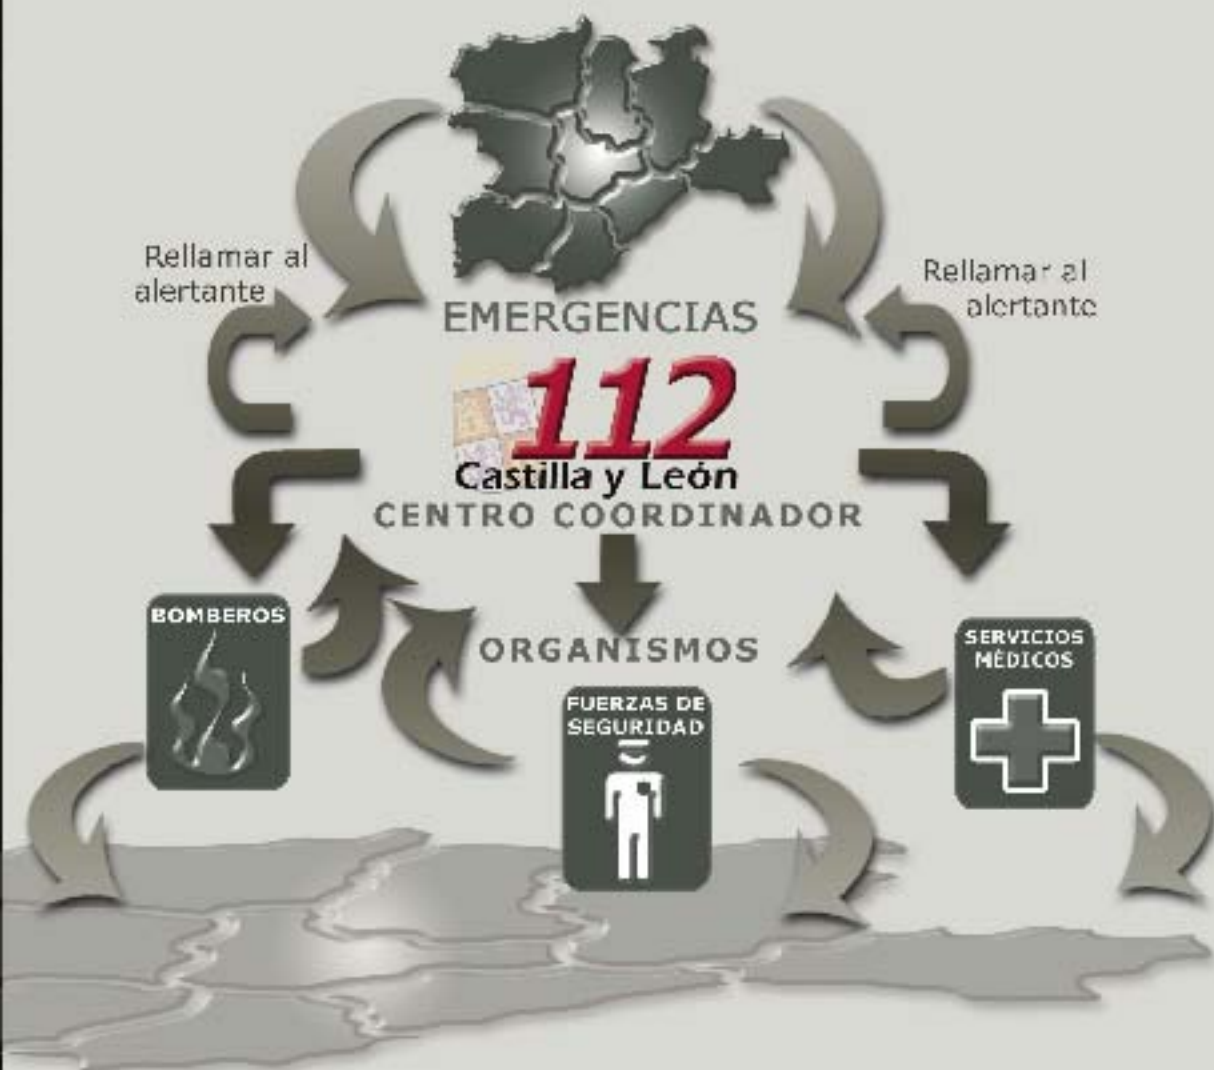 Rellamar al
alertante
Rellamar al
alertante
EMERGENCIAS
112
Castilla y León
CENTRO COORDINADOR
BOMBEROS
ORGANISMOS
SERVICIOS
MÉDICOS
FUERZAS DE
SEGURIDAD